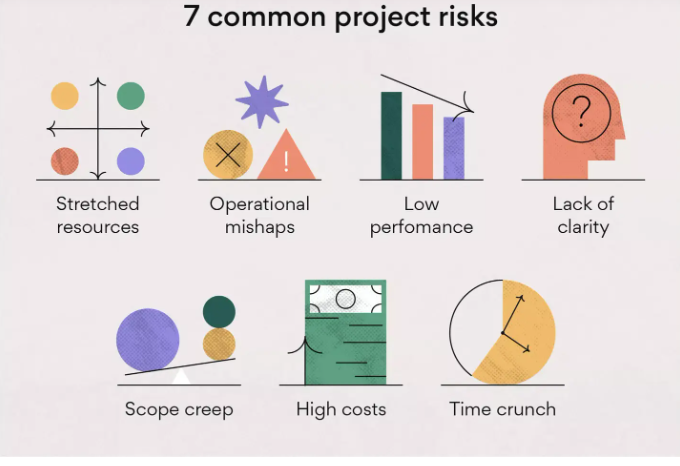 7 common project risks
!
?
Stretched
resources
Operational
mishaps
Low
perfomance
Lack of
clarity
Scope creep
High costs
Time crunch